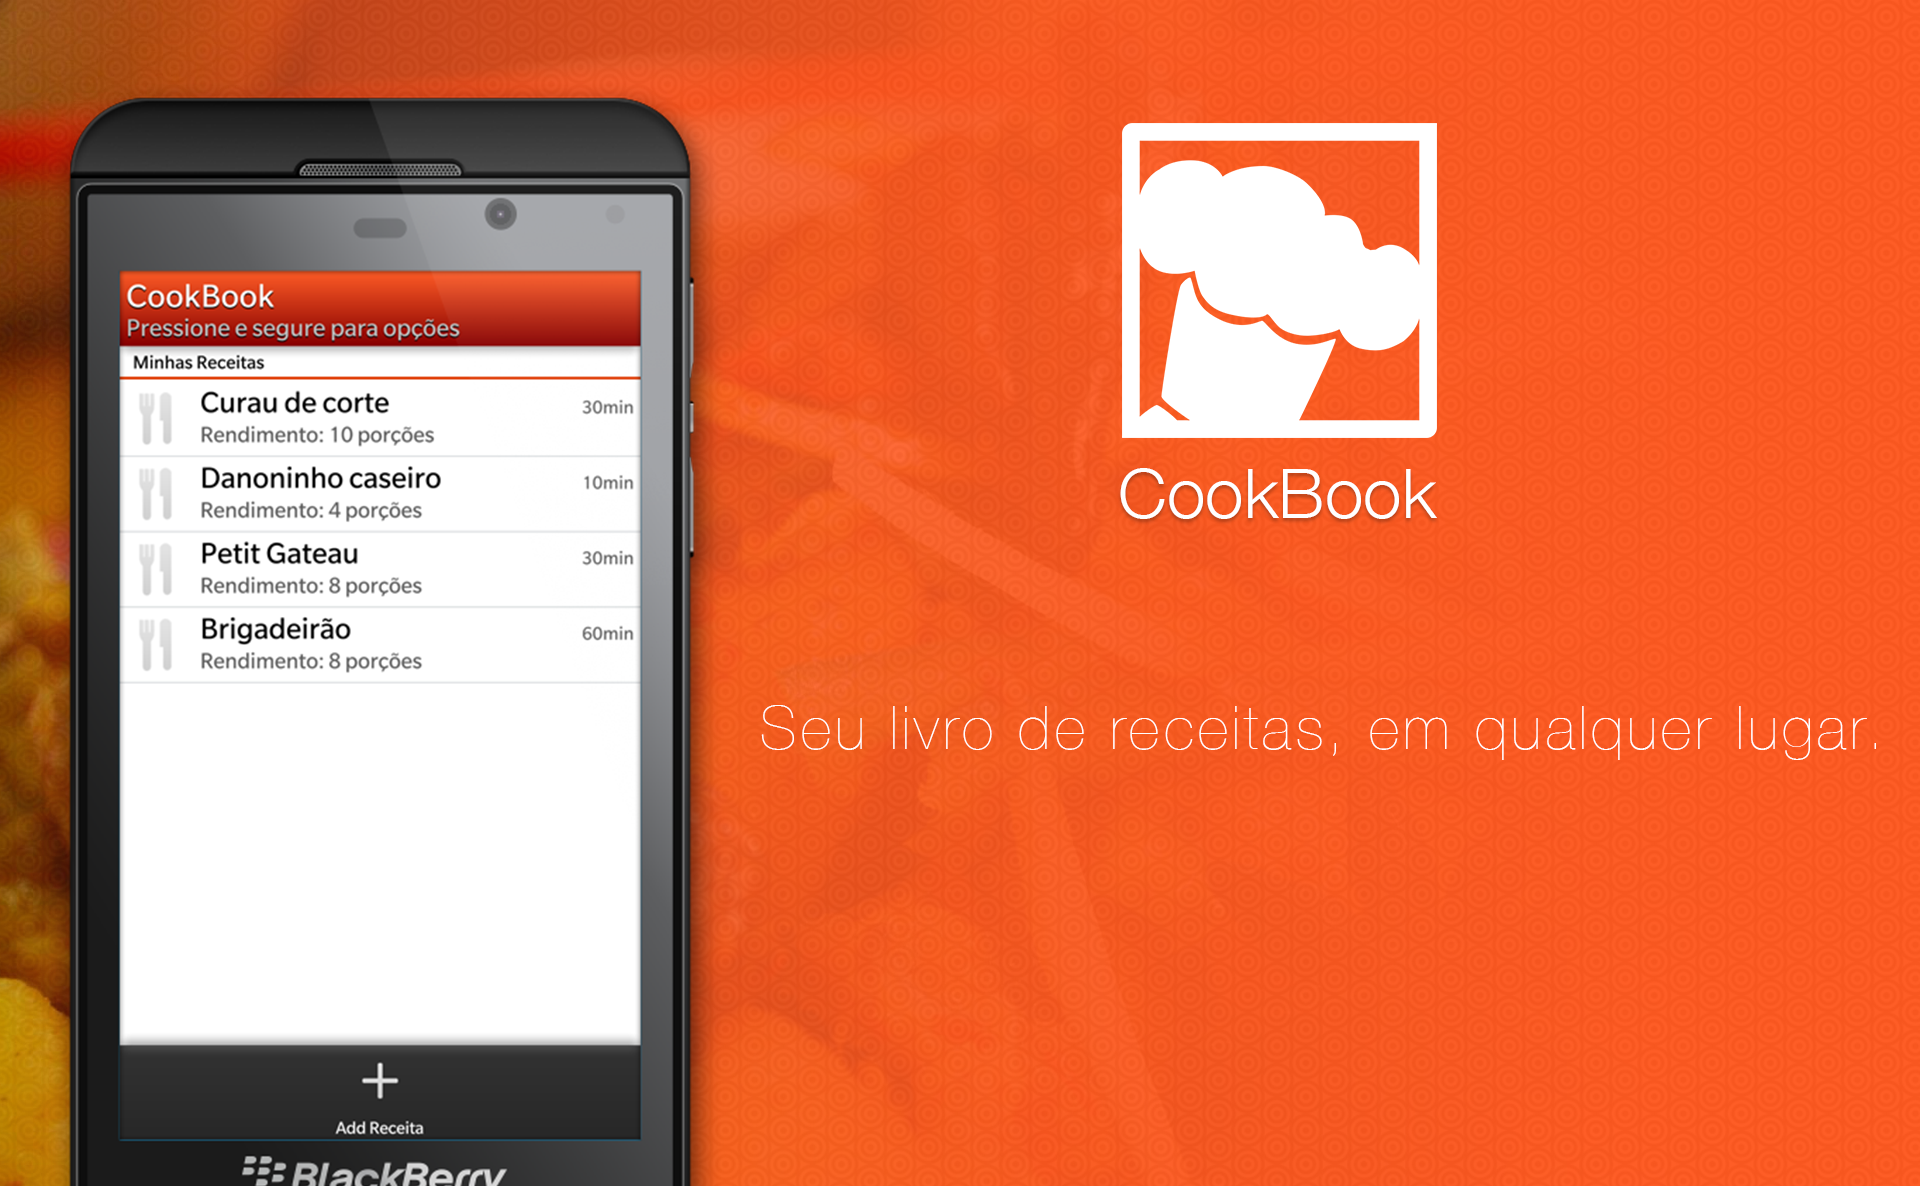 CookBook
Pressione e segure para opções
Minhas Receitas
Curau de corte
30min
Rendimento: 10 porções
Danoninho caseiro
10min
Rendimento: 4 porções
Petit Gateau
30min
Rendimento: 8 porções
Brigadeirão
60min
Rendimento: 8 porções
Add Receita
BlackBerry
CookBook
Seu livro de receitas, em qualquer lugar.